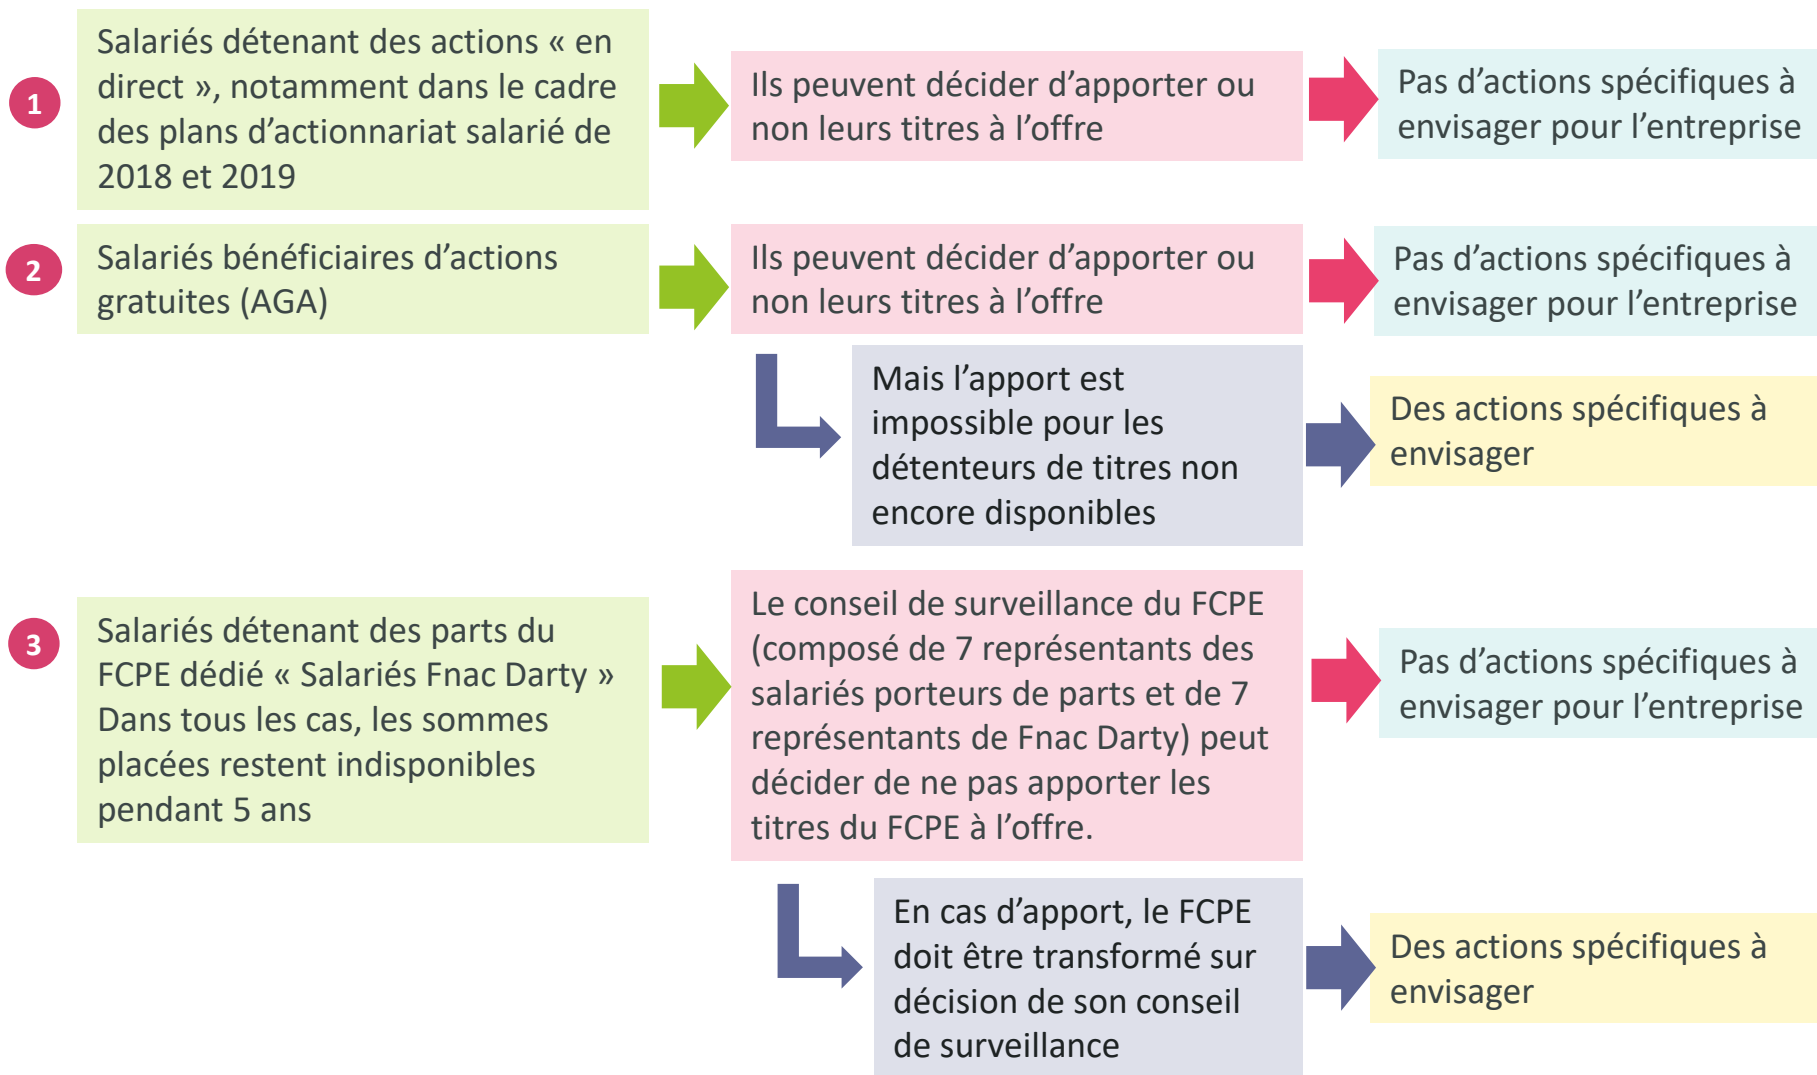 1
Salariés détenant des actions « en
direct », notamment dans le cadre
des plans d’actionnariat salarié de
2018 et 2019
Ils peuvent décider d’apporter ou
non leurs titres à l’offre
Pas d’actions spécifiques à
envisager pour l’entreprise
2
Salariés bénéficiaires d’actions
gratuites (AGA)
Ils peuvent décider d’apporter ou
non leurs titres à l’offre
Pas d’actions spécifiques à
envisager pour l’entreprise
Mais l’apport est
impossible pour les
détenteurs de titres non
encore disponibles
Des actions spécifiques à
envisager
3
Salariés détenant des parts du
FCPE dédié « Salariés Fnac Darty »
Dans tous les cas, les sommes
placées restent indisponibles
pendant 5 ans
Le conseil de surveillance du FCPE
(composé de 7 représentants des
salariés porteurs de parts et de 7
représentants de Fnac Darty) peut
décider de ne pas apporter les
titres du FCPE à l’offre.
Pas d’actions spécifiques à
envisager pour l’entreprise
En cas d’apport, le FCPE
doit être transformé sur
décision de son conseil
de surveillance
Des actions spécifiques à
envisager